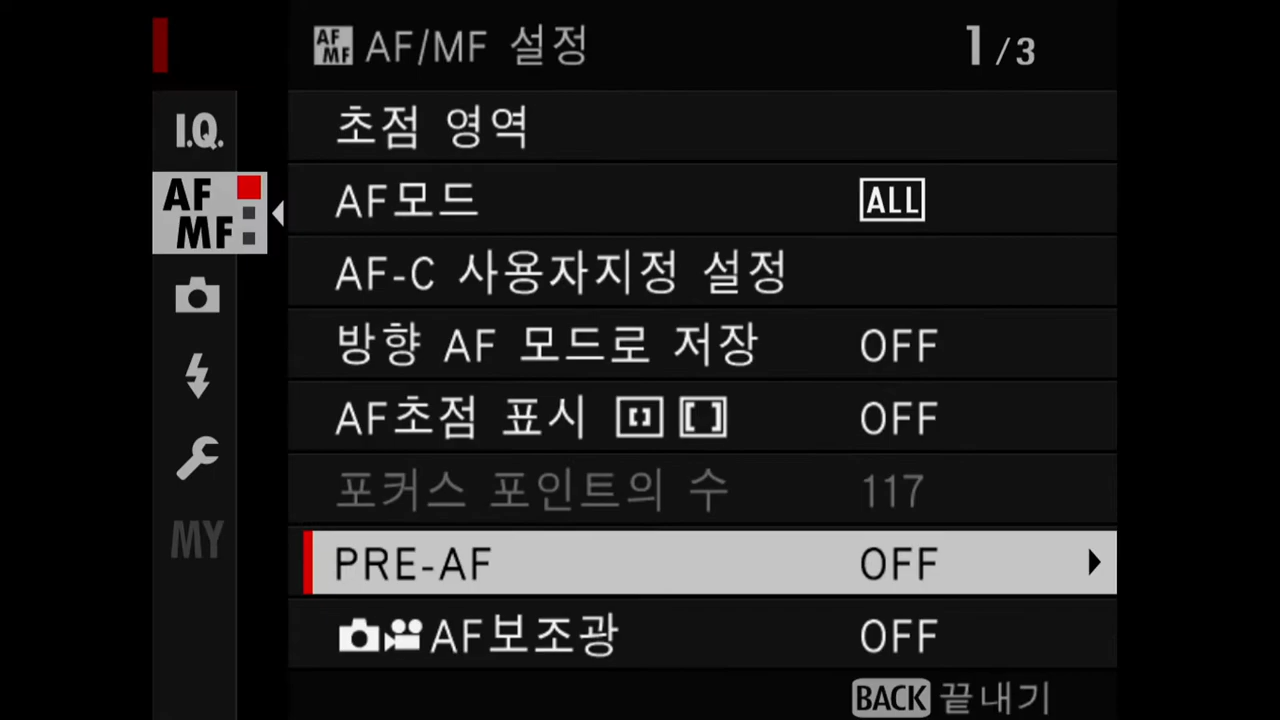 AF MF AF/MF 설정 1/3
I.Q.
AF MF
MY
초점 영역
AF모드 ALL
AF-C 사용자지정 설정
방향 AF 모드로 저장 OFF
AF초점 표시 OFF
포커스 포인트의 수 117
PRE-AF OFF
AF보조광 OFF
BACK 끝내기